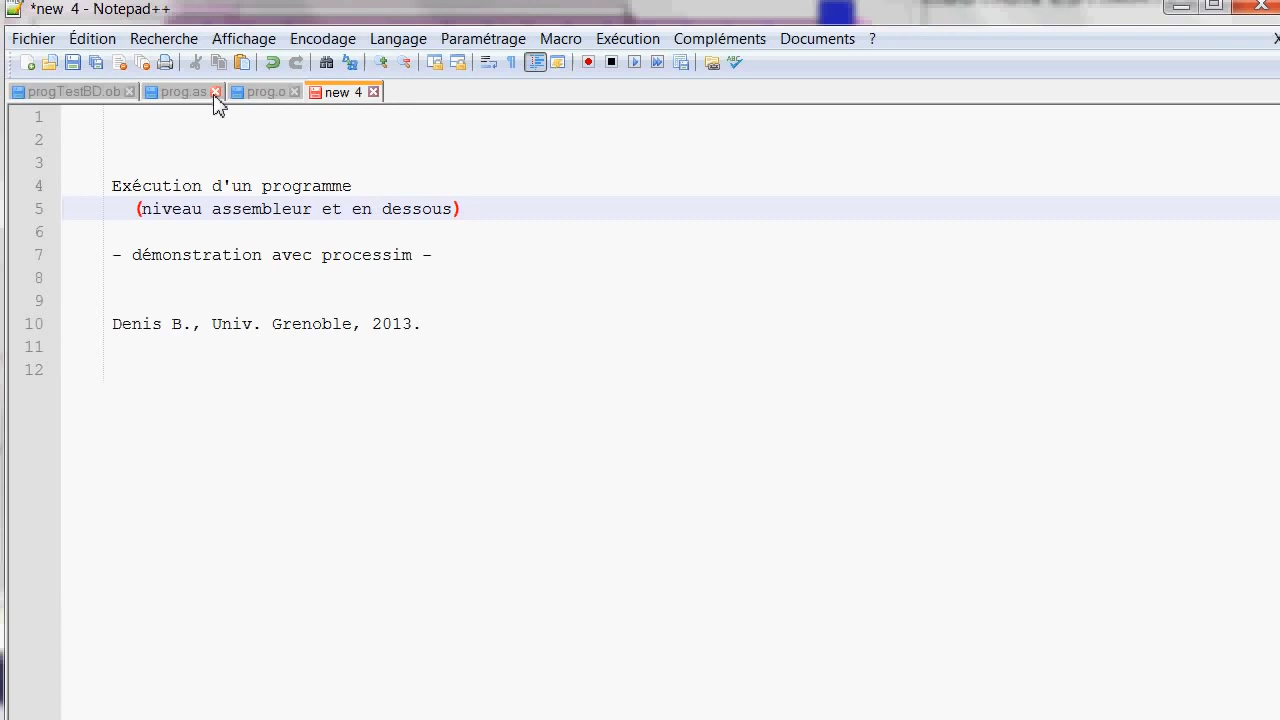 *new 4 - Notepad++
Fichier Édition Recherche Affichage Encodage Langage Paramétrage Macro Exécution Compléments Documents ? X
progTestBD.ob prog.as prog.o new 4
1
2
3
4 Exécution d'un programme
5 (niveau assembleur et en dessous)
6
7 - démonstration avec processim -
8
9
10 Denis B., Univ. Grenoble, 2013.
11
12